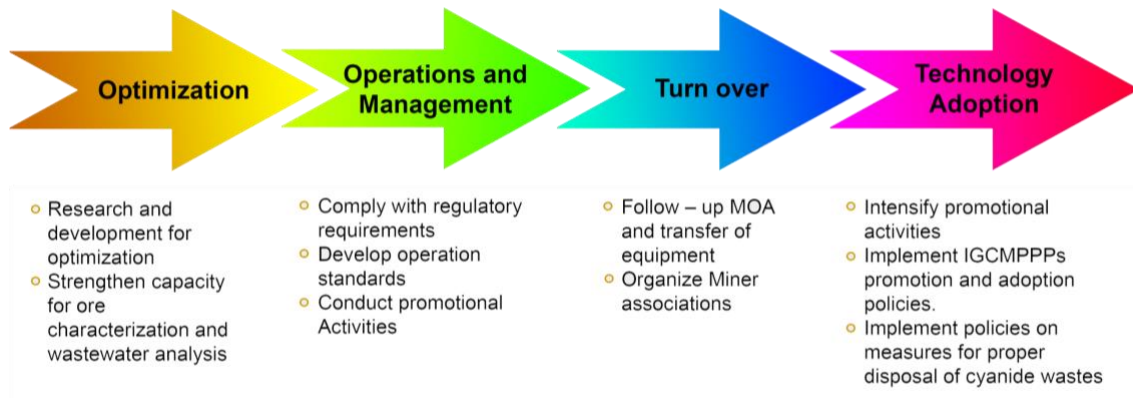 Optimization
Operations and
Management
Turn over
Technology
Adoption
Research and
development for
optimization
Strengthen capacity
for ore
characterization and
wastewater analysis
Comply with regulatory
requirements
Develop operation
standards
Conduct promotional
Activities
Follow – up MOA
and transfer of
equipment
Organize Miner
associations
Intensify promotional
activities
Implement IGCMPPPs
promotion and adoption
policies.
Implement policies on
measures for proper
disposal of cyanide wastes